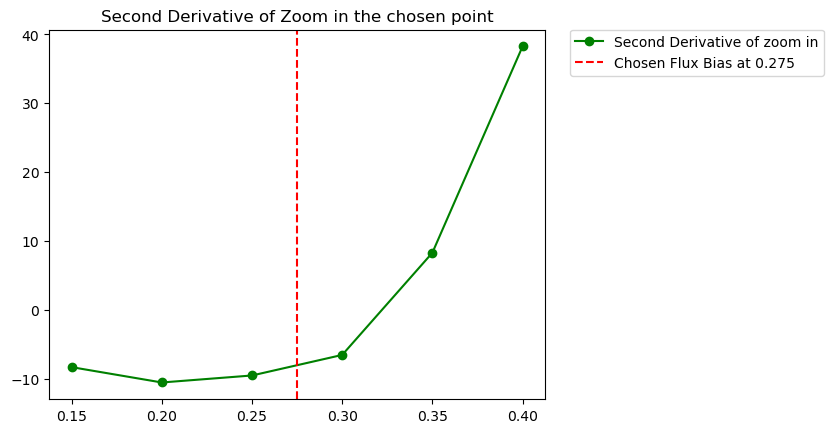 Second Derivative of Zoom in the chosen point
Second Derivative of zoom in
Chosen Flux Bias at 0.275
40
30
20
10
0
−10
0.15 0.20 0.25 0.30 0.35 0.40